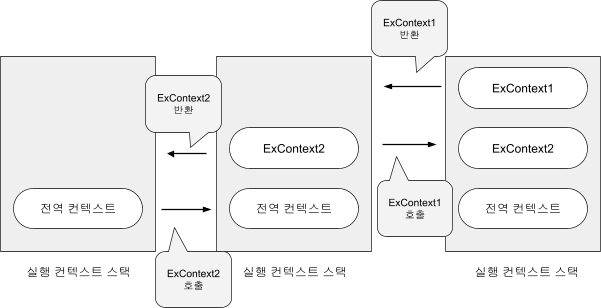 ExContext1
반환
ExContext2
반환
ExContext1
ExContext2
ExContext2
전역 컨텍스트
전역 컨텍스트
전역 컨텍스트
ExContext1
호출
ExContext2
호출
실행 컨텍스트 스택
실행 컨텍스트 스택
실행 컨텍스트 스택